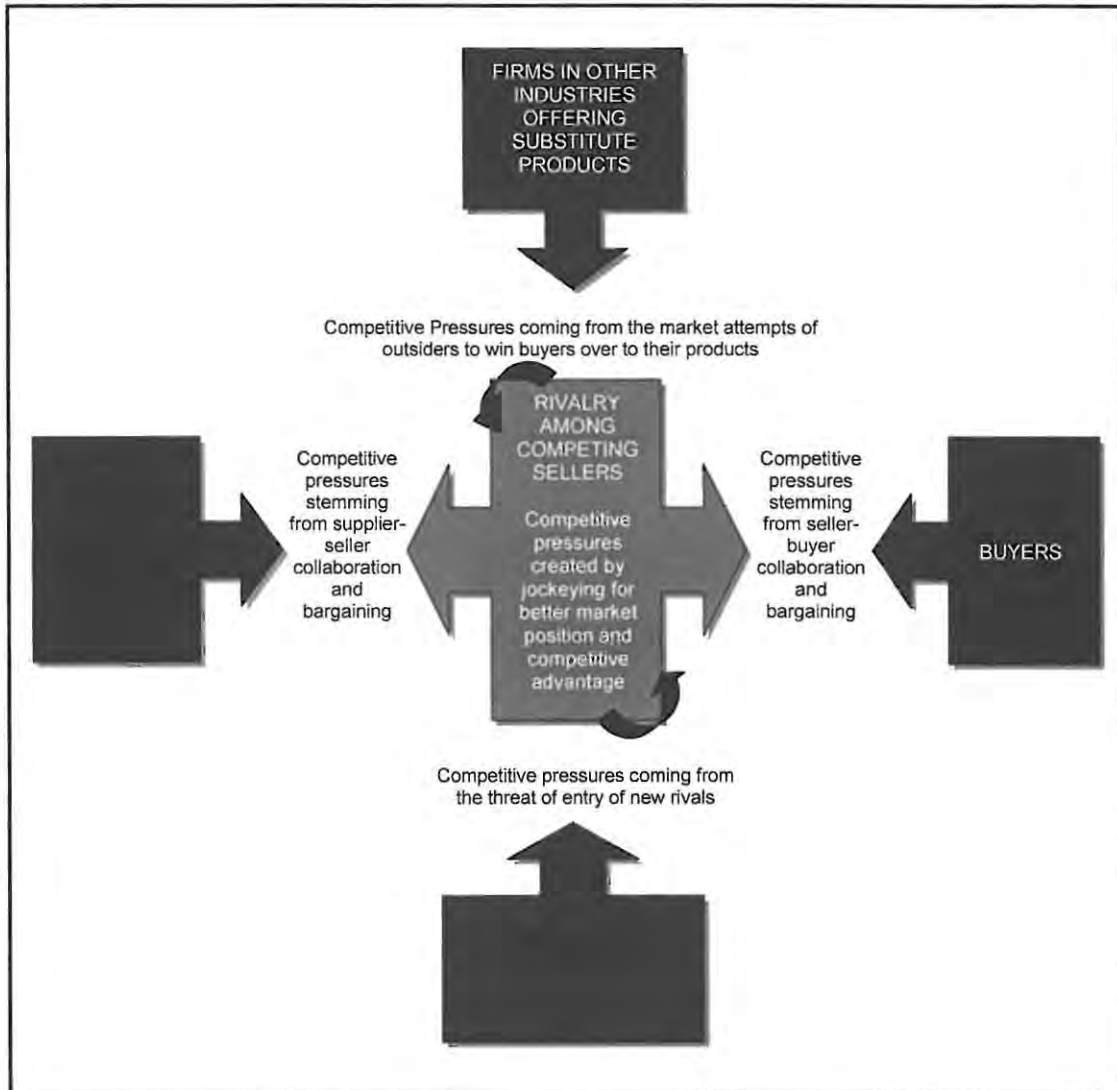 FIRMS IN OTHER
INDUSTRIES
OFFERING
SUBSTITUTE
PRODUCTS
Competitive Pressures coming from the market attempts of
outsiders to win buyers over to their products
Competitive
pressures
stemming
from supplier-
seller
collaboration
and
bargaining
RIVALRY
AMONG
COMPETING
SELLERS
Competitive
pressures
created by
jockeying for
better market
position and
competitive
advantage
Competitive
pressures
stemming
from seller-
buyer
collaboration
and
bargaining
BUYERS
Competitive pressures coming from
the threat of entry of new rivals